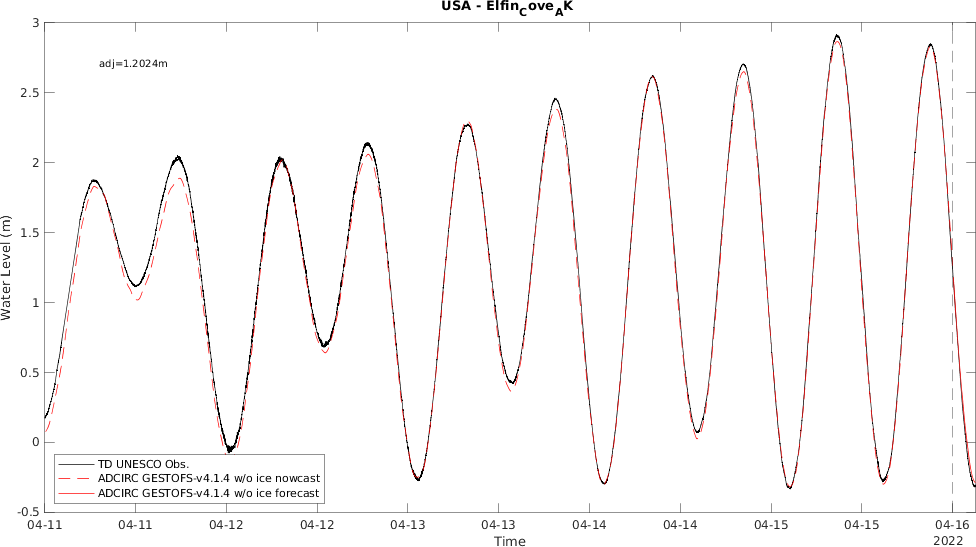 USA - ElfinCoveAK
3
adj=1.2024m
2.5
2
1.5
Water Level (m)
1
0.5
0
TD UNESCO Obs.
ADCIRC GESTOFS-v4.1.4 w/o ice nowcast
ADCIRC GESTOFS-v4.1.4 w/o ice forecast
-0.5
04-11 04-11 04-12 04-12 04-13 04-13 04-14 04-14 04-15 04-15 04-16
Time 2022